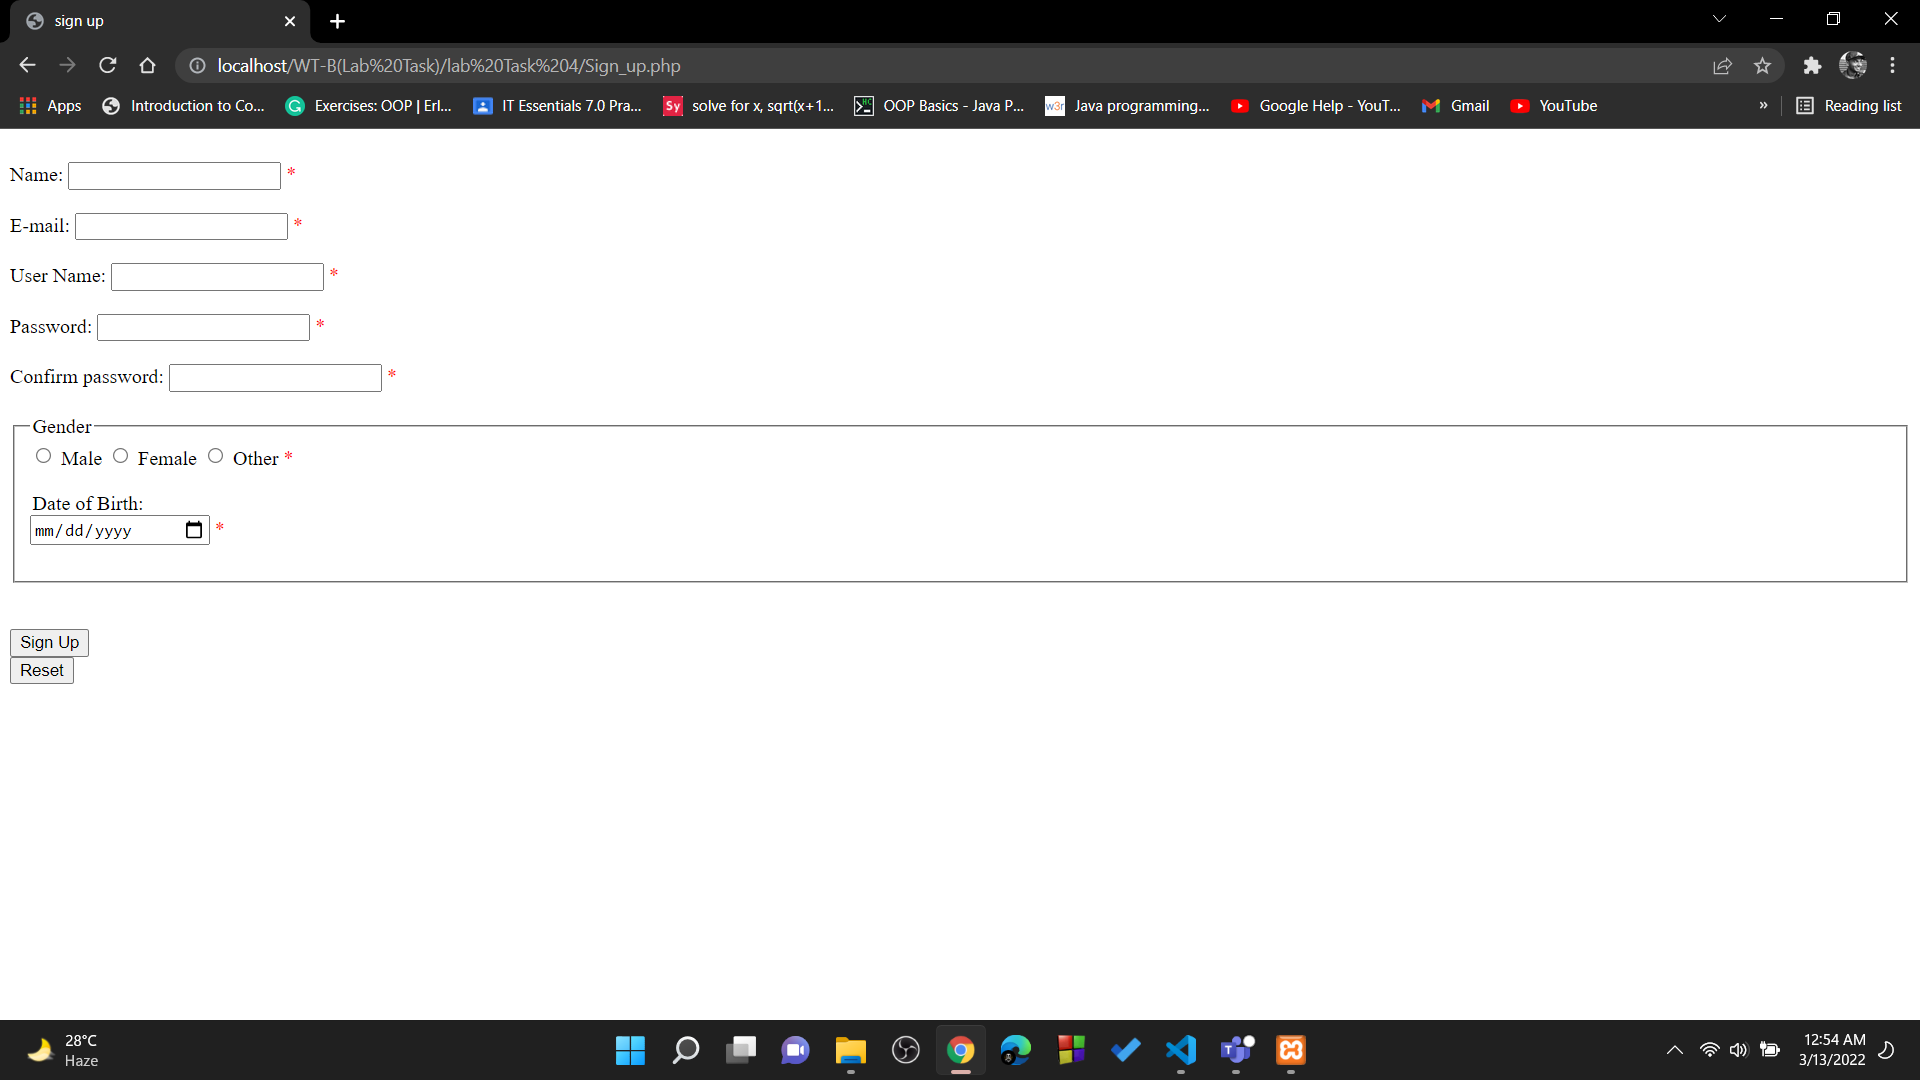 sign up
localhost/WT-B(Lab%20Task)/lab%20Task%204/Sign_up.php
Apps Introduction to Co... Exercises: OOP | Erl... IT Essentials 7.0 Pra... Sy solve for x, sqrt(x+1... OOP Basics - Java P... w3r Java programming... Google Help - YouT... Gmail YouTube » Reading list
Name: *
E-mail: *
User Name: *
Password: *
Confirm password: *
Gender
Male Female Other *
Date of Birth:
mm/dd/yyyy *
Sign Up
Reset
28°C
Haze
12:54 AM
3/13/2022